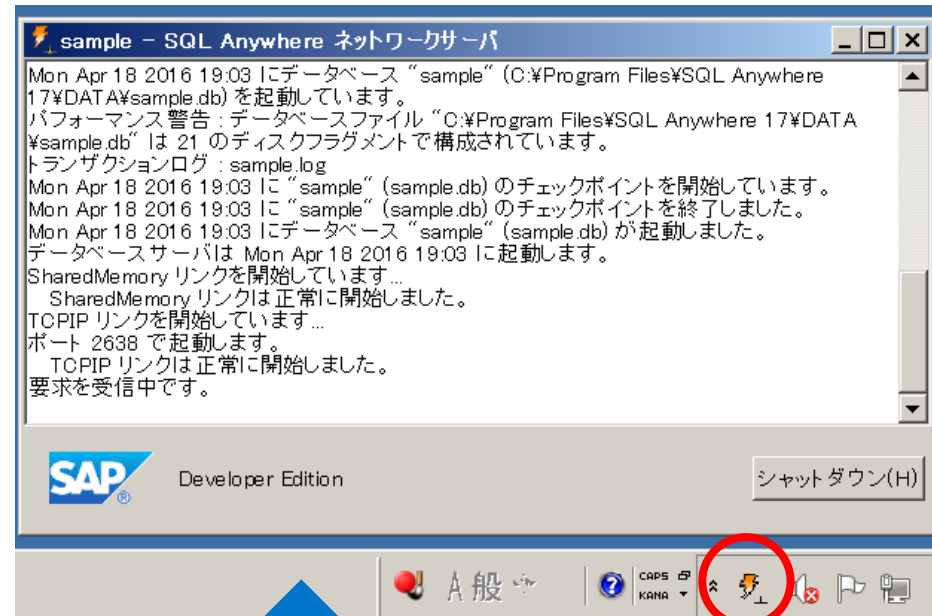 sample - SQL Anywhere ネットワークサーバ
Mon Apr 18 2016 19:03 にデータベース "sample" (C:¥Program Files¥SQL Anywhere
17¥DATA¥sample.db) を起動しています。
パフォーマンス警告 : データベースファイル "C:¥Program Files¥SQL Anywhere 17¥DATA
¥sample.db" は 21 のディスクフラグメントで構成されています。
トランザクションログ : sample.log
Mon Apr 18 2016 19:03 に "sample" (sample.db) のチェックポイントを開始しています。
Mon Apr 18 2016 19:03 に "sample" (sample.db) のチェックポイントを終了しました。
Mon Apr 18 2016 19:03 にデータベース "sample" (sample.db) が起動しました。
データベースサーバは Mon Apr 18 2016 19:03 に起動します。
SharedMemory リンクを開始しています...
SharedMemory リンクは正常に開始しました。
TCPIP リンクを開始しています...
ポート 2638 で起動します。
TCPIP リンクは正常に開始しました。
要求を受信中です。
SAP®
Developer Edition
シャットダウン(H)
A 般
CAPS
KANA